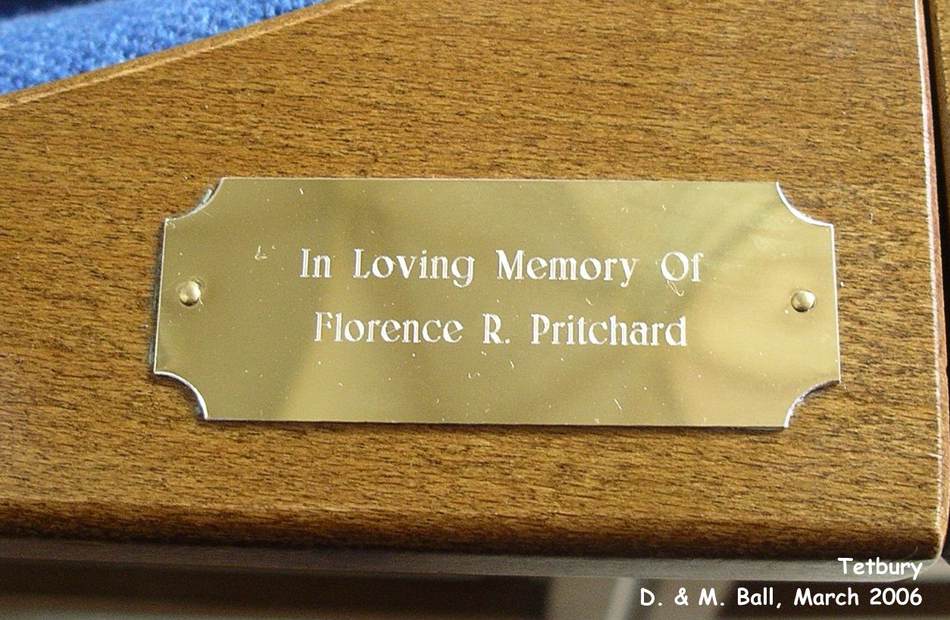 In Loving Memory Of
Florence R. Pritchard
Tetbury
D. & M. Ball, March 2006